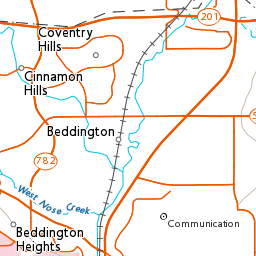 201
Coventry
Hills
Cinnamon
Hills
Beddington
782
West Nose Creek
Communication
Beddington
Heights